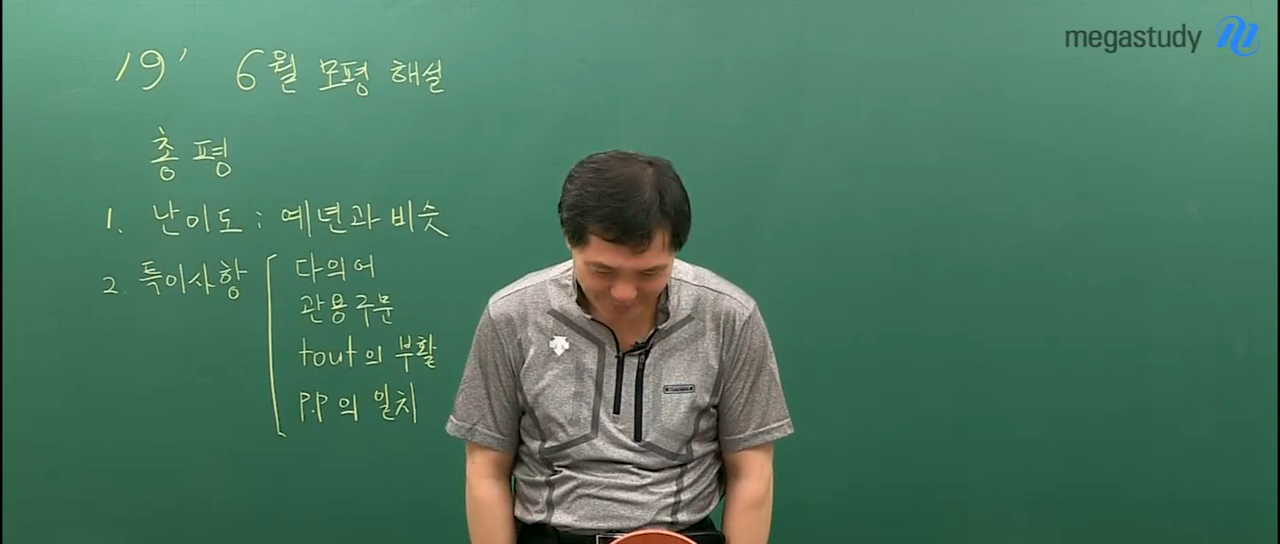 megastudy
19' 6월 모평 해설
총평
1. 난이도 : 예년과 비슷
2. 특이사항
다의어
관용구문
tout의 부활
P.P의 일치